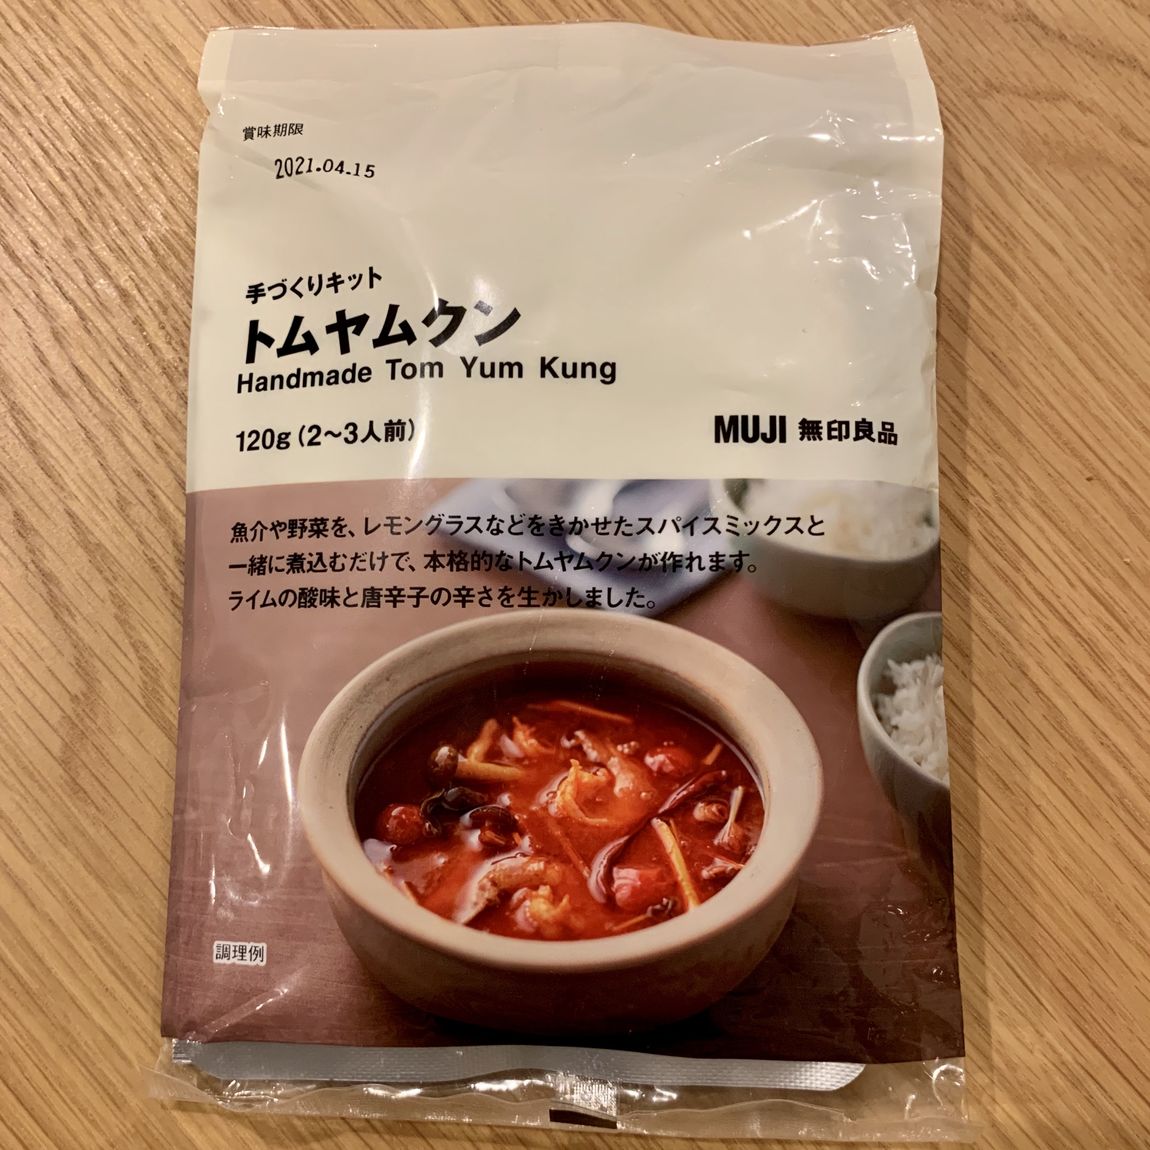 賞味期限
2021.04.15
手づくりキット
トムヤムクン
Handmade Tom Yum Kung
120g(2〜3人前)
MUJI 無印良品
魚介や野菜を、レモングラスなどをきかせたスパイスミックスと
一緒に煮込むだけで、本格的なトムヤムクンが作れます。
ライムの酸味と唐辛子の辛さを生かしました。
調理例